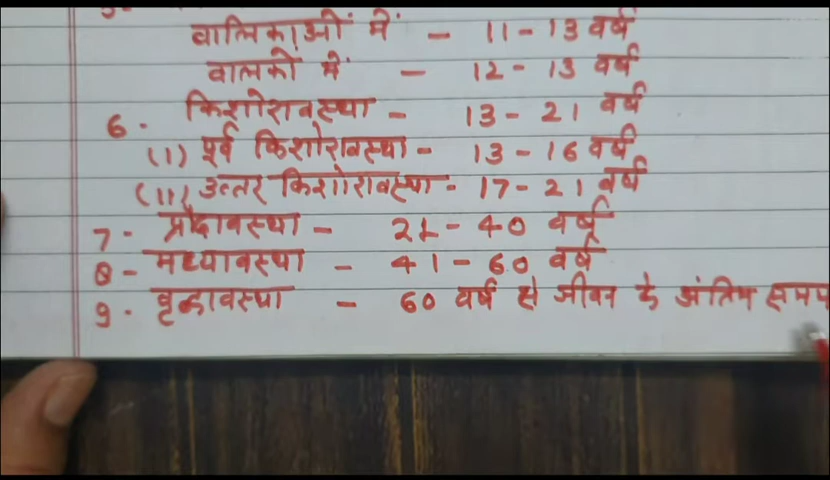 बालिकाओं में - 11 - 13 वर्ष
बालकों में - 12 - 13 वर्ष
6. किशोरावस्था - 13 - 21 वर्ष
(I) पूर्व किशोरावस्था - 13 - 16 वर्ष
(II) उत्तर किशोरावस्था - 17 - 21 वर्ष
7 - प्रौढावस्था - 21 - 40 वर्ष
8 - मध्यावस्था - 41 - 60 वर्ष
9. वृद्धावस्था - 60 वर्ष से जीवन के अंतिम समय